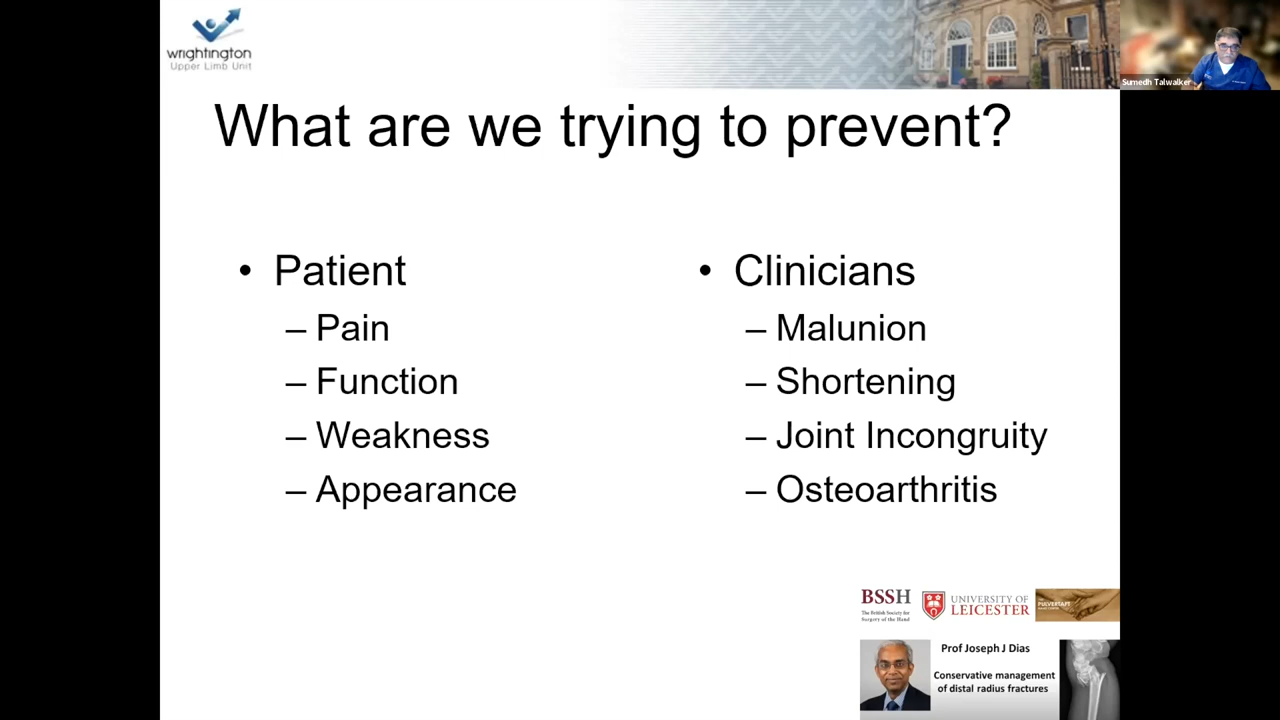 wrightington
Upper Limb Unit
Sumedh Talwalker
What are we trying to prevent?
• Patient
– Pain
– Function
– Weakness
– Appearance
• Clinicians
– Malunion
– Shortening
– Joint Incongruity
– Osteoarthritis
BSSH
The British Society for
Surgery of the Hand
UNIVERSITY OF
LEICESTER
PULVERTAFT
Prof Joseph J Dias
Conservative management
of distal radius fractures